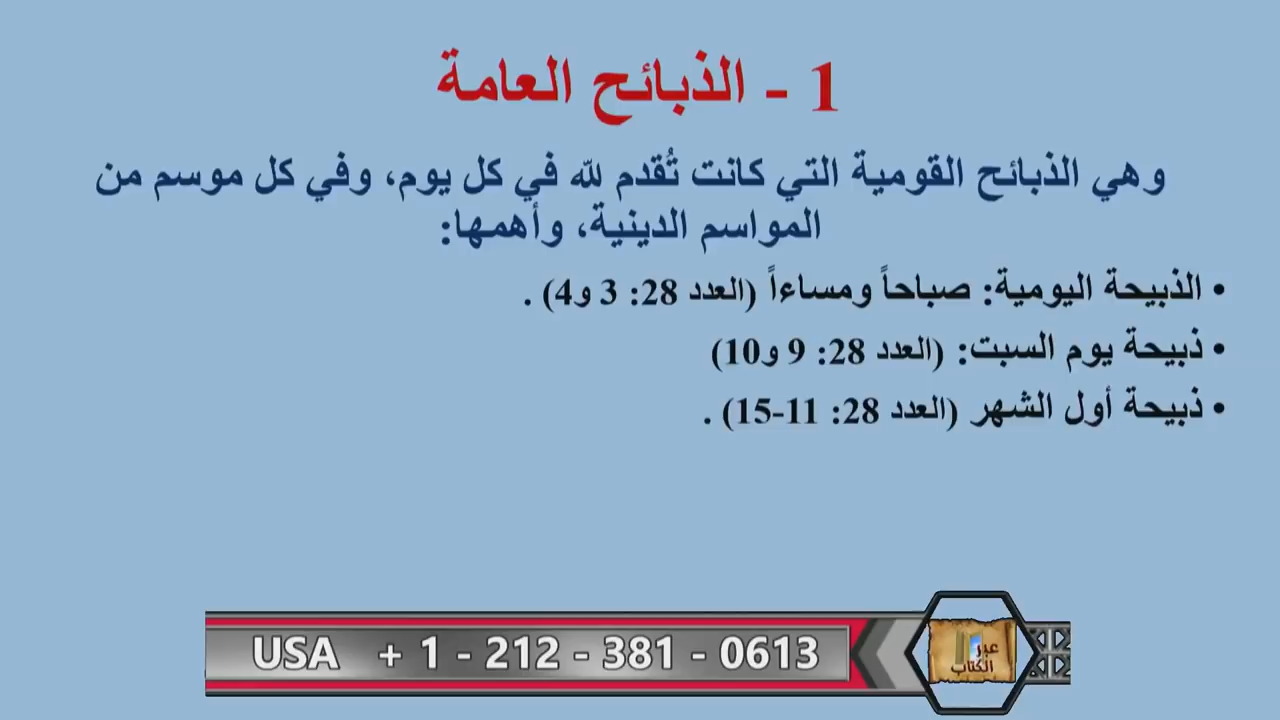 1 - الذبائح العامة
وهي الذبائح القومية التي كانت تُقدم لله في كل يوم، وفي كل موسم من
المواسم الدينية، وأهمها:
• الذبيحة اليومية: صباحاً ومساءاً (العدد 28: 3 و4) .
• ذبيحة يوم السبت: (العدد 28: 9 و10)
• ذبيحة أول الشهر (العدد 28: 11-15) .
USA + 1 - 212 - 381 - 0613
عبر
الكتاب